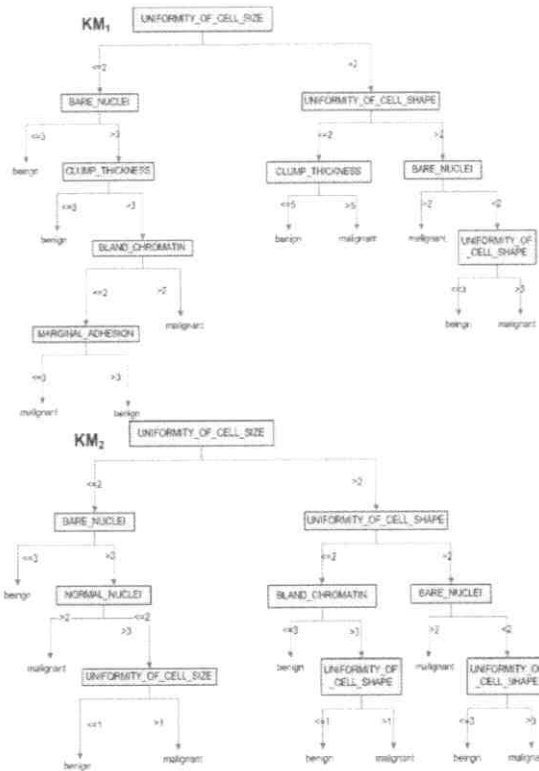 KM1
UNIFORMITY_OF_CELL_SIZE
<=2
>2
BARE_NUCLEI
UNIFORMITY_OF_CELL_SHAPE
<=3
>3
<=2
>2
benign
CLUMP_THICKNESS
CLUMP_THICKNESS
BARE_NUCLEI
<=3
>3
<=5
>5
>2
<2
benign
BLAND_CHROMATIN
benign
malignant
malignant
UNIFORMITY_OF
_CELL_SHAPE
<=2
>2
<=3
>3
MARGINAL_ADHESION
malignant
benign
malignant
<=3
>3
malignant
benign
KM2
UNIFORMITY_OF_CELL_SIZE
<=2
>2
BARE_NUCLEI
UNIFORMITY_OF_CELL_SHAPE
<=3
>3
<=2
>2
benign
NORMAL_NUCLEI
BLAND_CHROMATIN
BARE_NUCLEI
>2
<=2
>3
<=3
>3
>2
<2
malignant
UNIFORMITY_OF_CELL_SIZE
benign
UNIFORMITY_OF
_CELL_SHAPE
malignant
UNIFORMITY_OF
_CELL_SHAPE
<=1
>1
<=1
>1
<=3
>3
benign
malignant
benign
malignant
benign
malignant